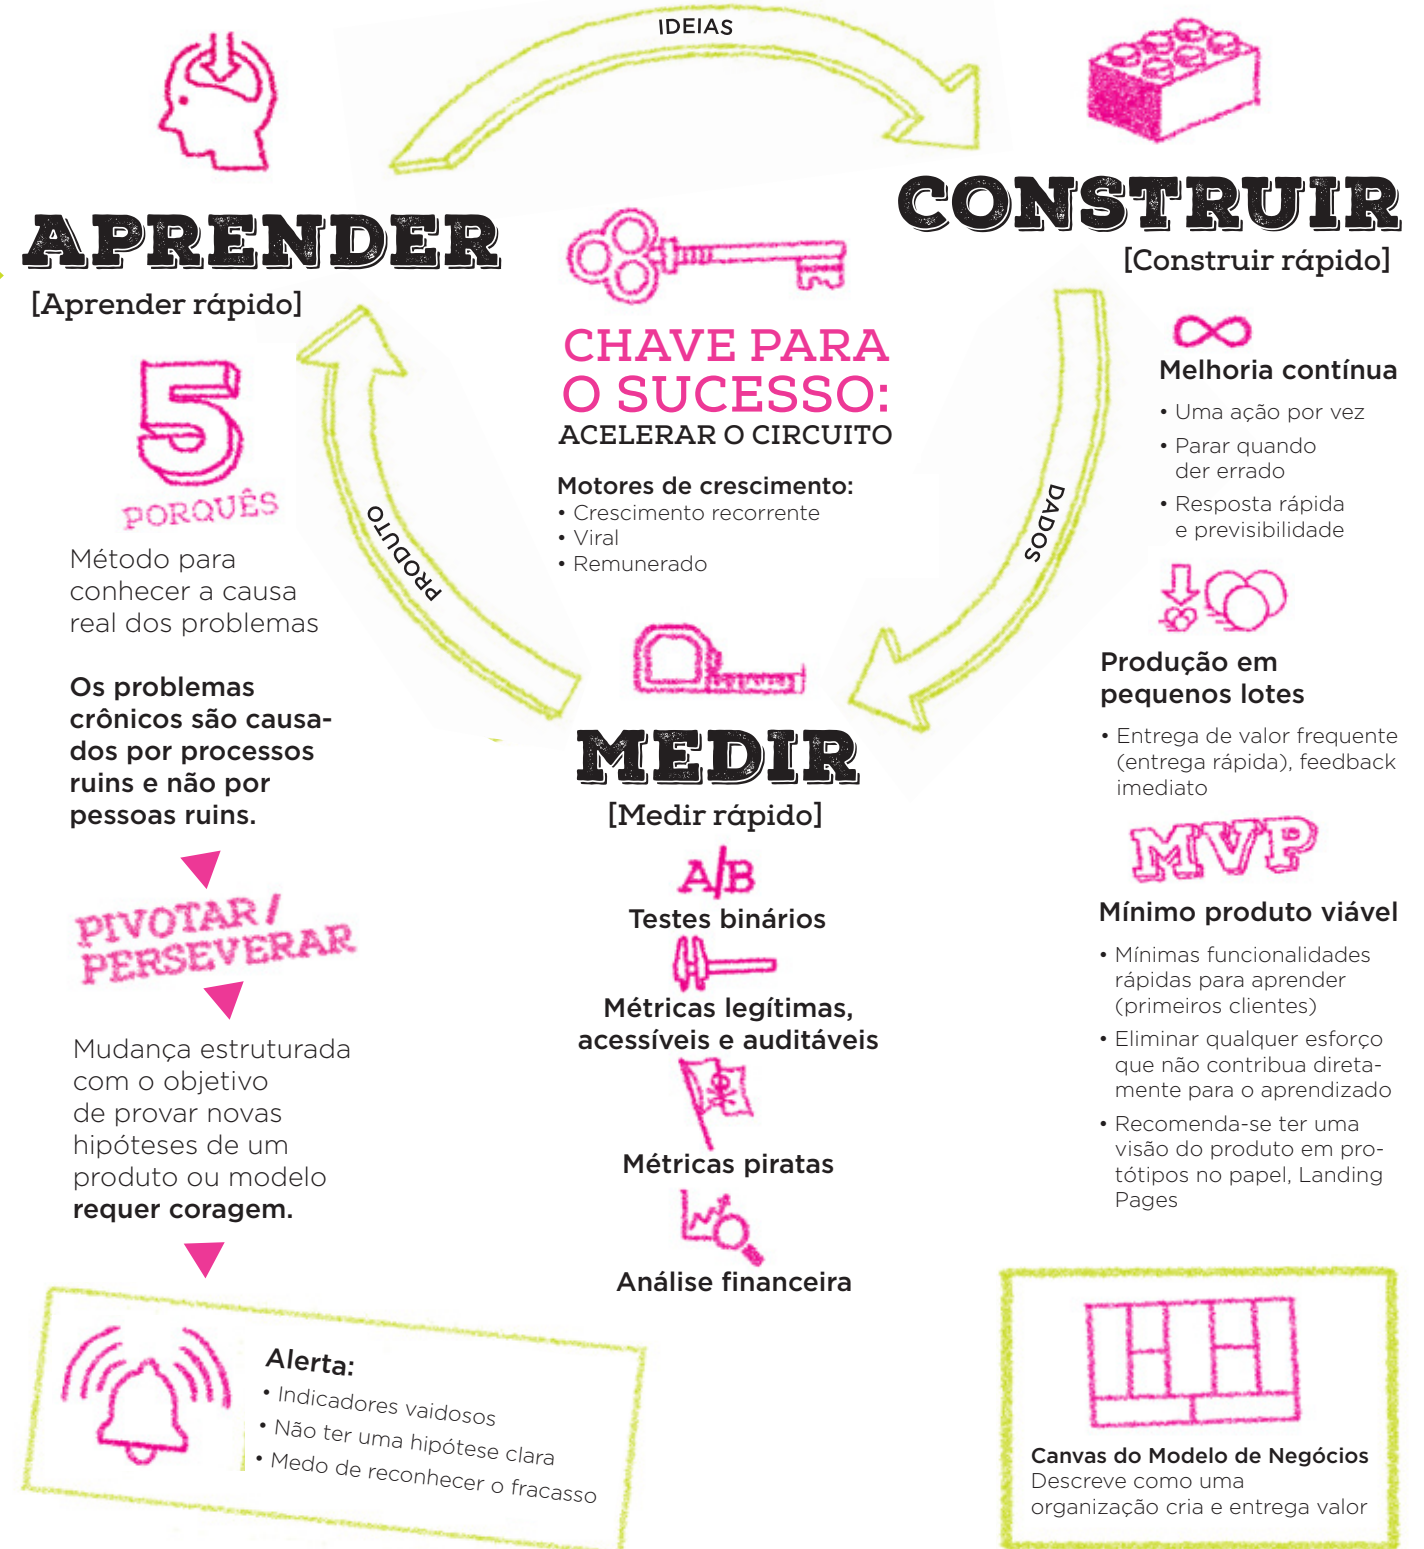 IDEIAS
APRENDER
[Aprender rápido]
5
PORQUÊS
Método para
conhecer a causa
real dos problemas
Os problemas
crônicos são causa-
dos por processos
ruins e não por
pessoas ruins.
PIVOTAR/
PERSEVERAR
Mudança estruturada
com o objetivo
de provar novas
hipóteses de um
produto ou modelo
requer coragem.
Alerta:
• Indicadores vaidosos
• Não ter uma hipótese clara
• Medo de reconhecer o fracasso
PRODUTO
CHAVE PARA
O SUCESSO:
ACELERAR O CIRCUITO
Motores de crescimento:
• Crescimento recorrente
• Viral
• Remunerado
MEDIR
[Medir rápido]
A/B
Testes binários
Métricas legítimas,
acessíveis e auditáveis
Métricas piratas
Análise financeira
DADOS
CONSTRUIR
[Construir rápido]
Melhoria contínua
• Uma ação por vez
• Parar quando
der errado
• Resposta rápida
e previsibilidade
Produção em
pequenos lotes
• Entrega de valor frequente
(entrega rápida), feedback
imediato
MVP
Mínimo produto viável
• Mínimas funcionalidades
rápidas para aprender
(primeiros clientes)
• Eliminar qualquer esforço
que não contribua direta-
mente para o aprendizado
• Recomenda-se ter uma
visão do produto em pro-
tótipos no papel, Landing
Pages
Canvas do Modelo de Negócios
Descreve como uma
organização cria e entrega valor